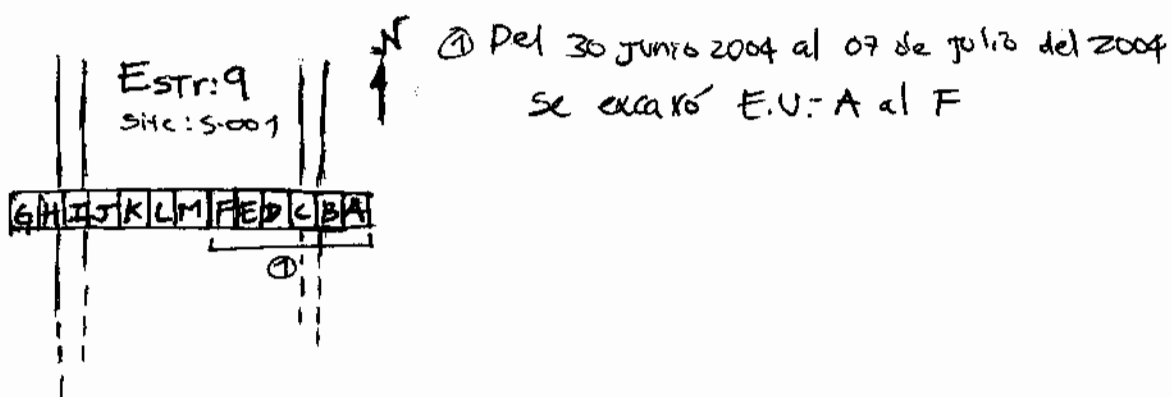 N
① Del 30 junio 2004 al 07 de julio del 2004
se excavó E.U:- A al F
Estr: 9
site: S-001
G H I J K L M F E D C B A
①